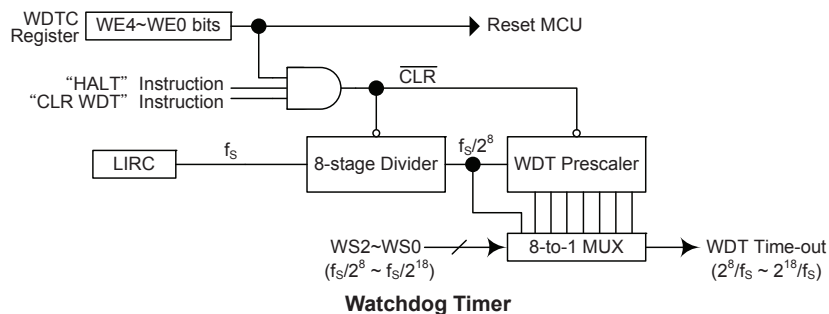 WDTC Register
WE4~WE0 bits
Reset MCU
"HALT" Instruction
"CLR WDT" Instruction
CLR
LIRC
fS
8-stage Divider
fS/2^8
WDT Prescaler
WS2~WS0
(fS/2^8 ~ fS/2^18)
8-to-1 MUX
WDT Time-out
(2^8/fS ~ 2^18/fS)
Watchdog Timer